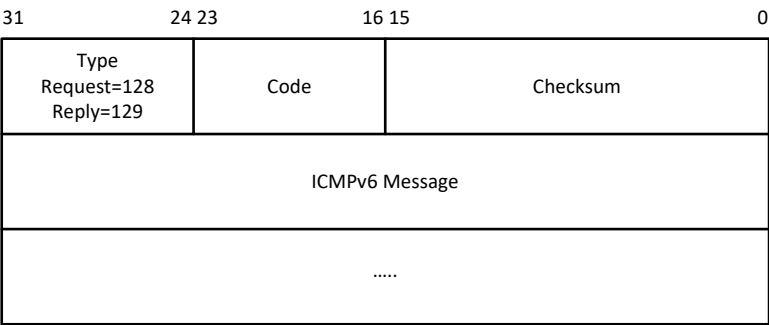 31 24 23 16 15 0
Type
Request=128
Reply=129
Code
Checksum
ICMPv6 Message
.....